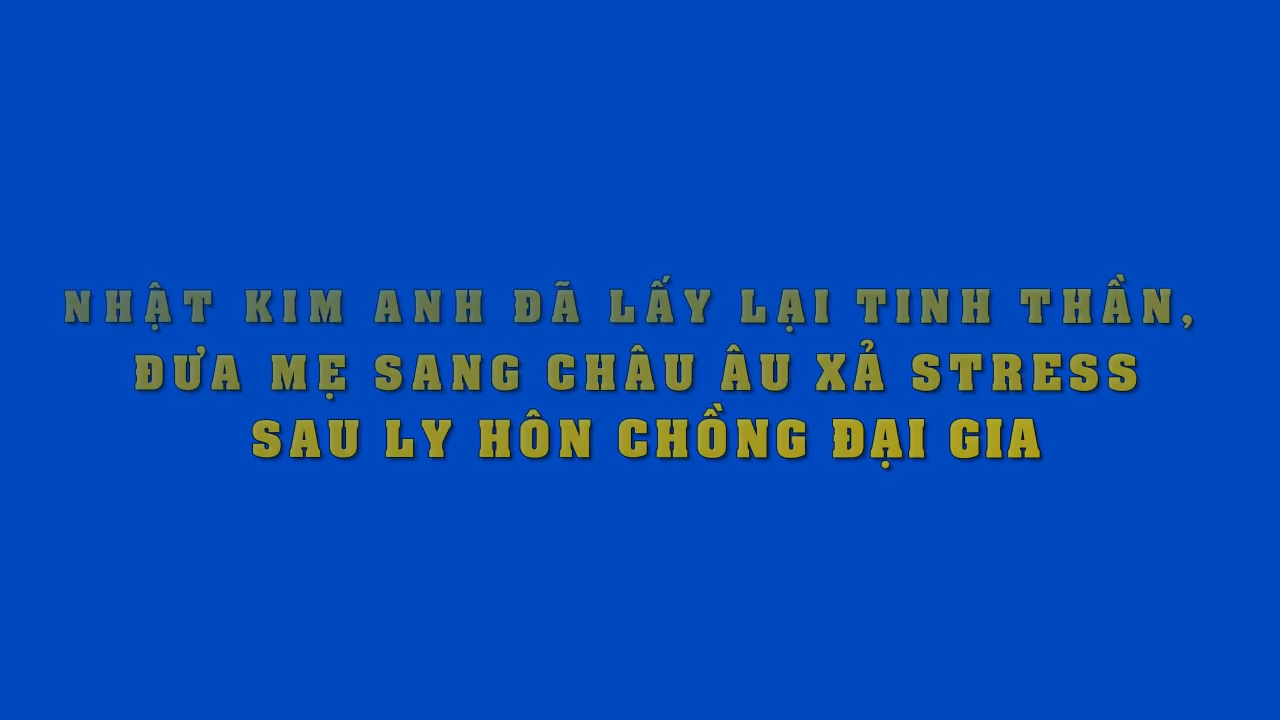 NHẬT KIM ANH ĐÃ LẤY LẠI TINH THẦN,
ĐƯA MẸ SANG CHÂU ÂU XẢ STRESS
SAU LY HÔN CHỒNG ĐẠI GIA